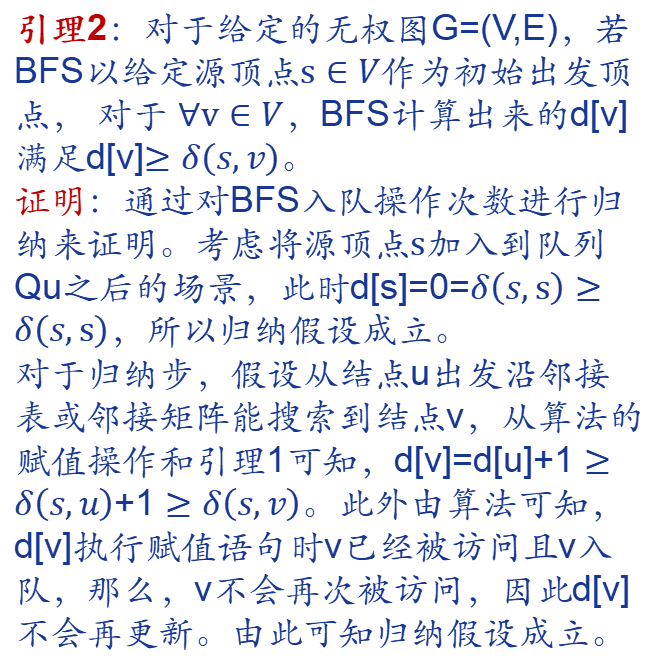 引理2：对于给定的无权图G=(V,E)，若
BFS以给定源顶点s ∈ V作为初始出发顶
点， 对于 ∀v ∈ V，BFS计算出来的d[v]
满足d[v]≥ δ(s, v)。
证明：通过对BFS入队操作次数进行归
纳来证明。考虑将源顶点s加入到队列
Qu之后的场景，此时d[s]=0=δ(s, s) ≥
δ(s, s)，所以归纳假设成立。
对于归纳步，假设从结点u出发沿邻接
表或邻接矩阵能搜索到结点v，从算法的
赋值操作和引理1可知，d[v]=d[u]+1 ≥
δ(s, u)+1 ≥ δ(s, v)。此外由算法可知，
d[v]执行赋值语句时v已经被访问且v入
队，那么，v不会再次被访问，因此d[v]
不会再更新。由此可知归纳假设成立。